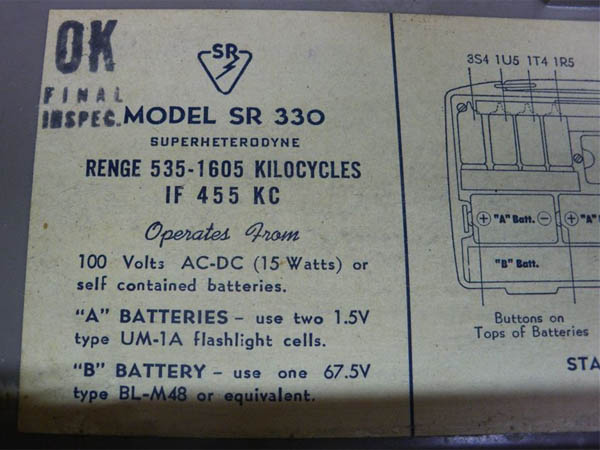 OK
FINAL
INSPEC.
SR
MODEL SR 330
SUPERHETERODYNE
RENGE 535-1605 KILOCYCLES
IF 455 KC
Operates From
100 Volts AC-DC (15 Watts) or
self contained batteries.
"A" BATTERIES - use two 1.5V
type UM-1A flashlight cells.
"B" BATTERY - use one 67.5V
type BL-M48 or equivalent.
3S4 1U5 1T4 1R5
+ "A" Batt. - + "A"
"B" Batt.
Buttons on
Tops of Batteries
STA